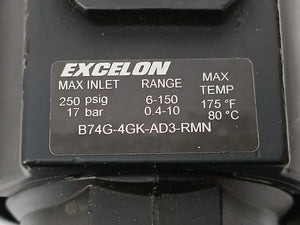 EXCELON
MAX INLET RANGE MAX TEMP
250 psig 6-150 175 °F
17 bar 0.4-10 80 °C
B74G-4GK-AD3-RMN